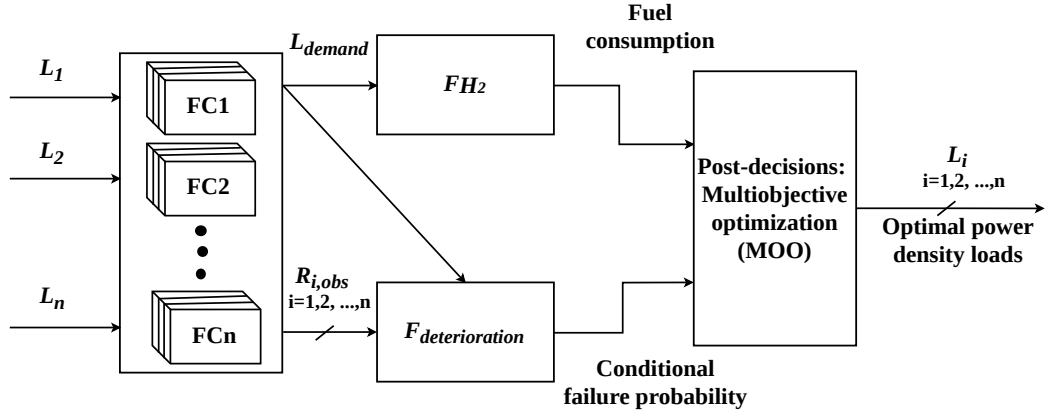 L1
L2
Ln
FC1
FC2
FCn
Ldemand
Ri,obs
i=1,2, ...,n
FH2
Fdeterioration
Fuel
consumption
Conditional
failure probability
Post-decisions:
Multiobjective
optimization
(MOO)
Li
i=1,2, ...,n
Optimal power
density loads